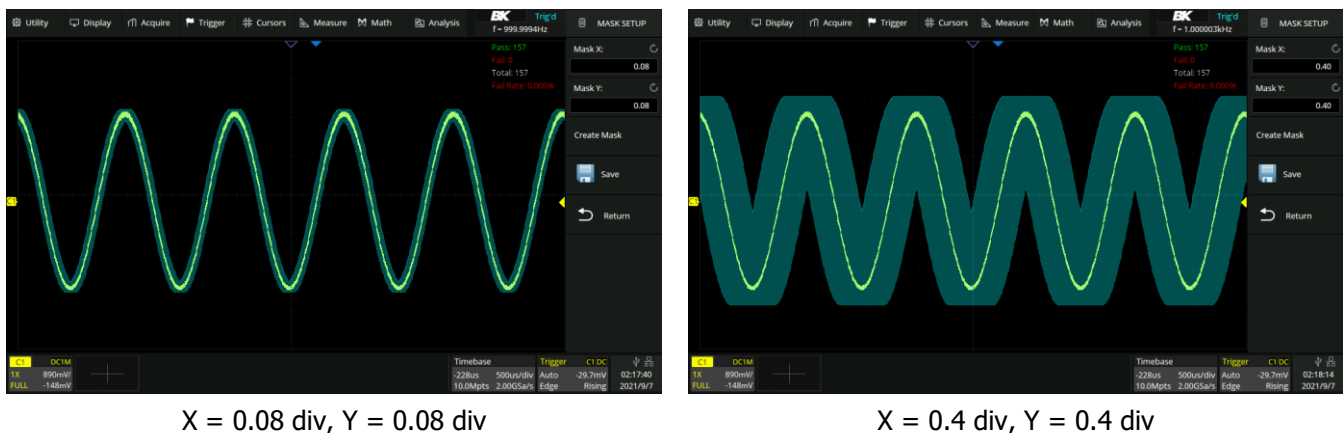 Utility Display Acquire Trigger Cursors Measure Math Analysis BK Trig'd MASK SETUP
f = 999.9994Hz
Pass: 157
Fail: 0
Total: 157
Fail Rate: 0.000%
Mask X:
0.08
Mask Y:
0.08
Create Mask
Save
Return
C1
C1 DC1M
1X 890mV/
FULL -148mV
Timebase Trigger C1 DC
-228us 500us/div Auto -29.7mV 02:17:40
10.0Mpts 2.00GSa/s Edge Rising 2021/9/7
X = 0.08 div, Y = 0.08 div
Utility Display Acquire Trigger Cursors Measure Math Analysis BK Trig'd MASK SETUP
f = 1.000003kHz
Pass: 157
Fail: 0
Total: 157
Fail Rate: 0.000%
Mask X:
0.40
Mask Y:
0.40
Create Mask
Save
Return
C1
C1 DC1M
1X 890mV/
FULL -148mV
Timebase Trigger C1 DC
-228us 500us/div Auto -29.7mV 02:18:14
10.0Mpts 2.00GSa/s Edge Rising 2021/9/7
X = 0.4 div, Y = 0.4 div